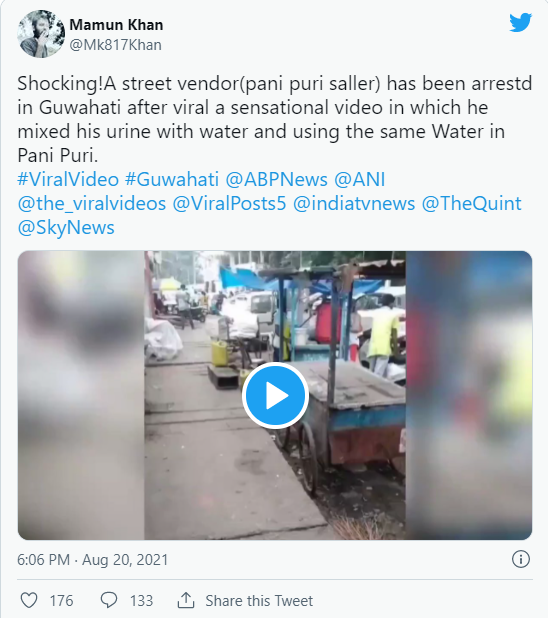 Mamun Khan
@Mk817Khan
Shocking!A street vendor(pani puri saller) has been arrestd
in Guwahati after viral a sensational video in which he
mixed his urine with water and using the same Water in
Pani Puri.
#ViralVideo #Guwahati @ABPNews @ANI
@the_viralvideos @ViralPosts5 @indiatvnews @TheQuint
@SkyNews
6:06 PM · Aug 20, 2021
176 133 Share this Tweet